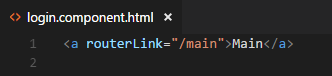 login.component.html
1 <a routerLink="/main">Main</a>
2